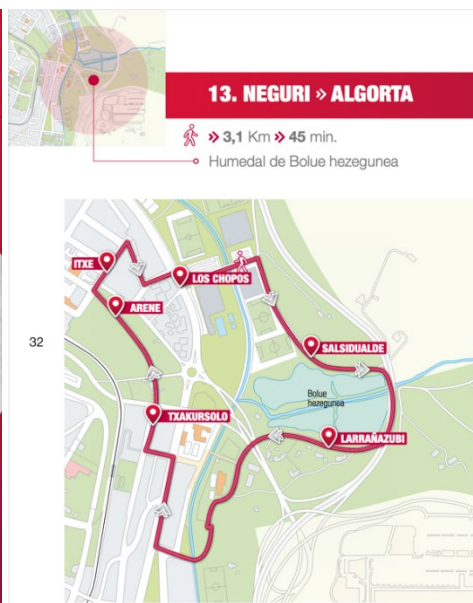 13. NEGURI » ALGORTA
» 3,1 Km » 45 min.
Humedal de Bolue hezegunea
ITXE
LOS CHOPOS
ARENE
32
SALSIDUALDE
Bolue
hezegunea
TXAKURSOLO
LARRAÑAZUBI